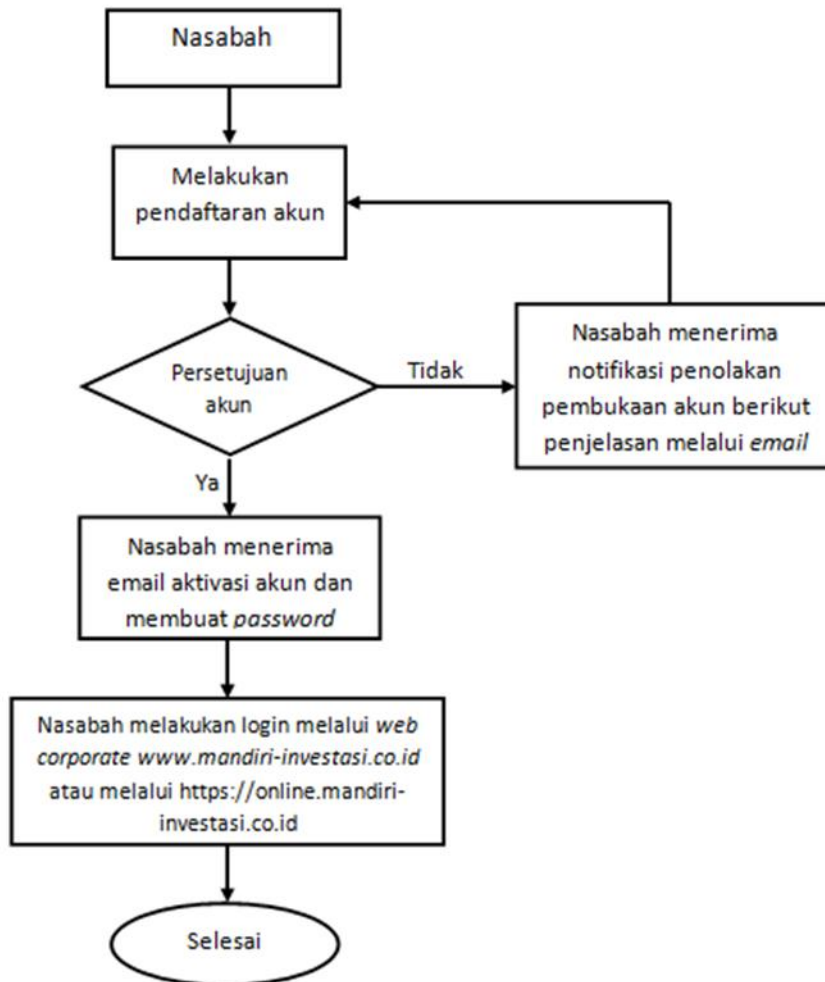 Nasabah
Melakukan
pendaftaran akun
Persetujuan
akun
Tidak
Nasabah menerima
notifikasi penolakan
pembukaan akun berikut
penjelasan melalui email
Ya
Nasabah menerima
email aktivasi akun dan
membuat password
Nasabah melakukan login melalui web
corporate www.mandiri-investasi.co.id
atau melalui https://online.mandiri-
investasi.co.id
Selesai